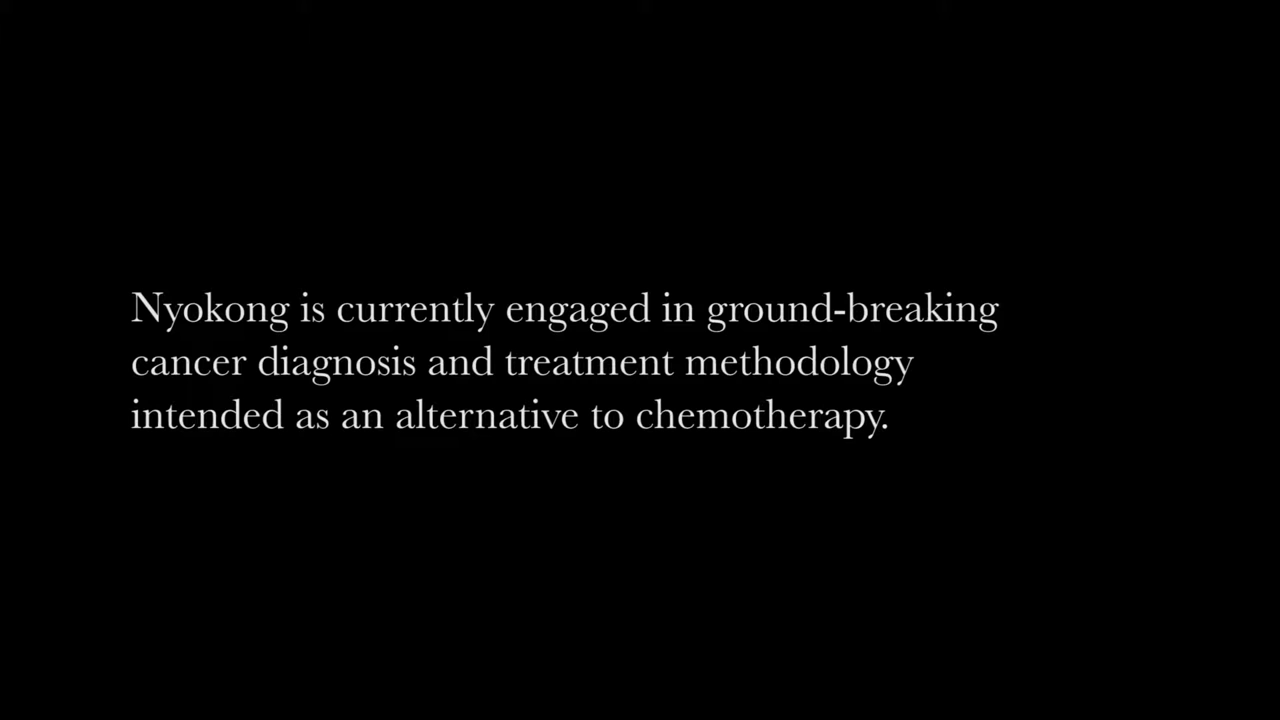 Nyokong is currently engaged in ground-breaking
cancer diagnosis and treatment methodology
intended as an alternative to chemotherapy.